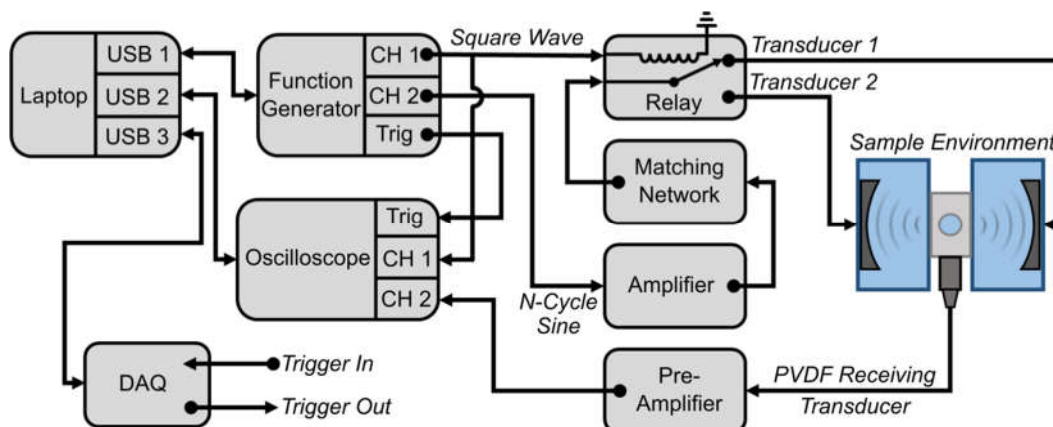 Laptop
USB 1
USB 2
USB 3
Function
Generator
CH 1
CH 2
Trig
Square Wave
Relay
Transducer 1
Transducer 2
Sample Environment
Matching
Network
Oscilloscope
Trig
CH 1
CH 2
N-Cycle
Sine
Amplifier
DAQ
Trigger In
Trigger Out
Pre-
Amplifier
PVDF Receiving
Transducer